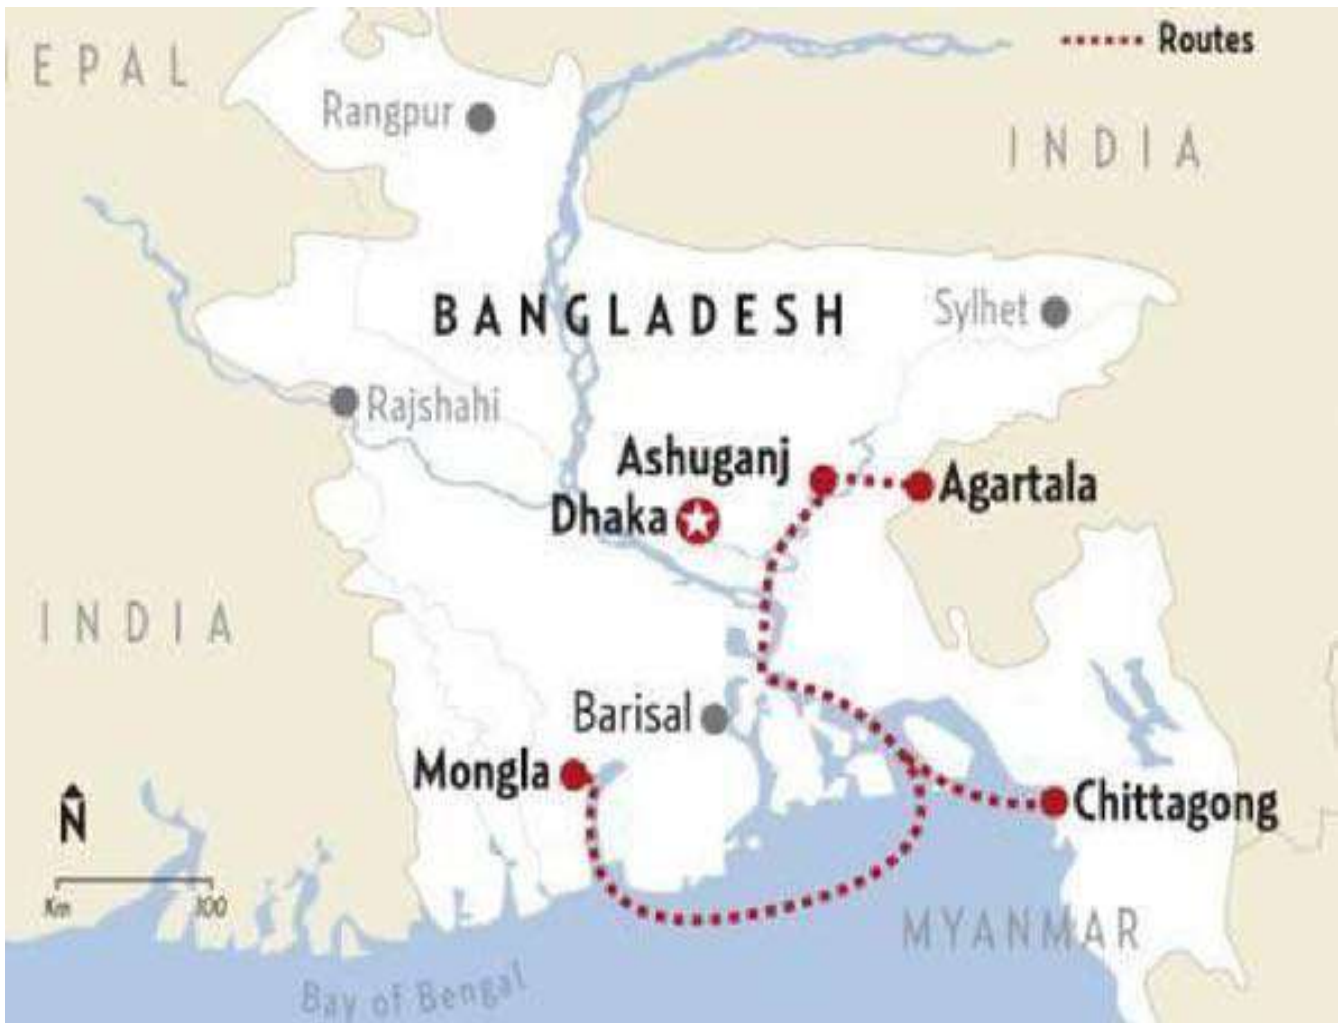 EPAL
Routes
Rangpur
INDIA
BANGLADESH
Sylhet
Rajshahi
Ashuganj
Agartala
Dhaka
INDIA
Barisal
Mongla
Chittagong
N
Km 100
MYANMAR
Bay of Bengal